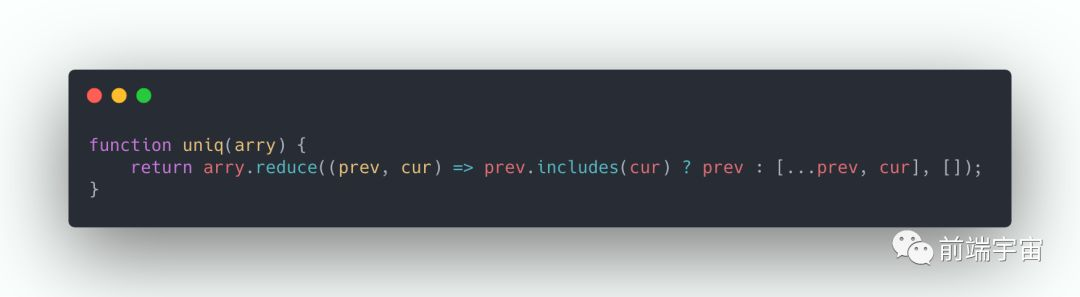 function uniq(arry) {
    return arry.reduce((prev, cur) => prev.includes(cur) ? prev : [...prev, cur], []);
}
前端宇宙